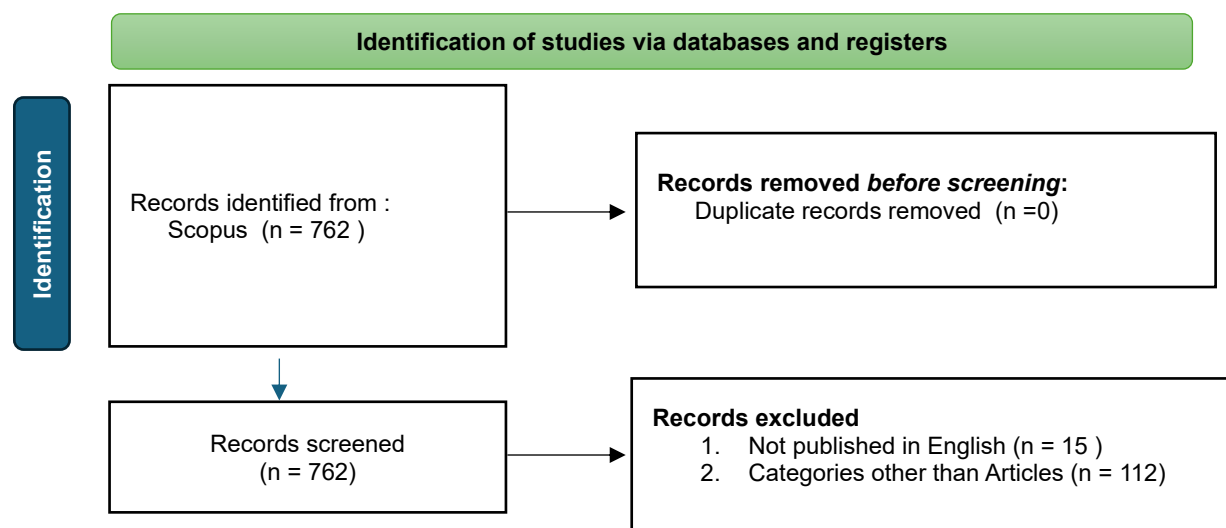 Identification of studies via databases and registers
Identification
Records identified from :
Scopus (n = 762 )
Records removed before screening:
Duplicate records removed (n =0)
Records screened
(n = 762)
Records excluded
1. Not published in English (n = 15 )
2. Categories other than Articles (n = 112)